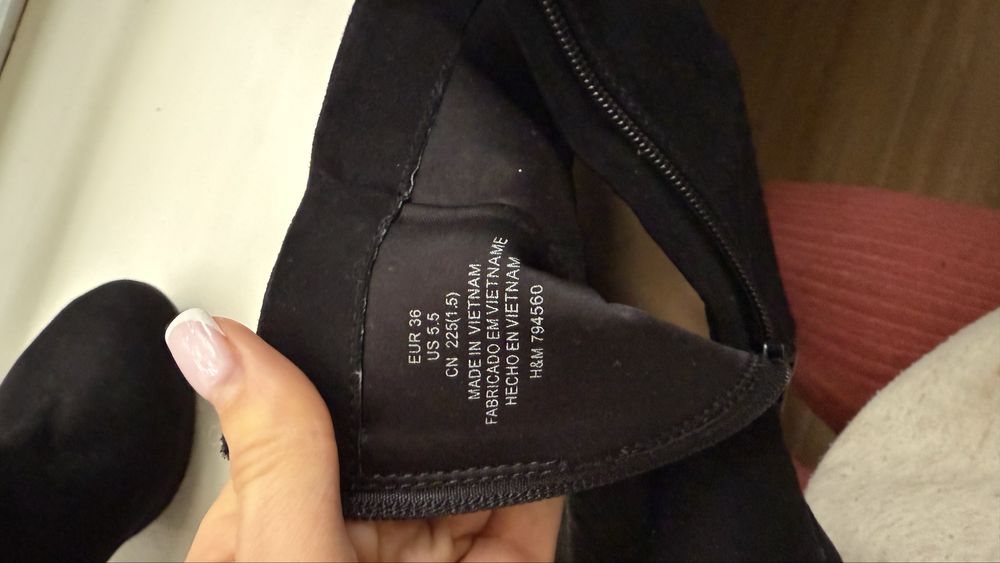 EUR 36
US 5.5
CN 225(1.5)
MADE IN VIETNAM
FABRICADO EM VIETNAME
HECHO EN VIETNAM
H&M 794560